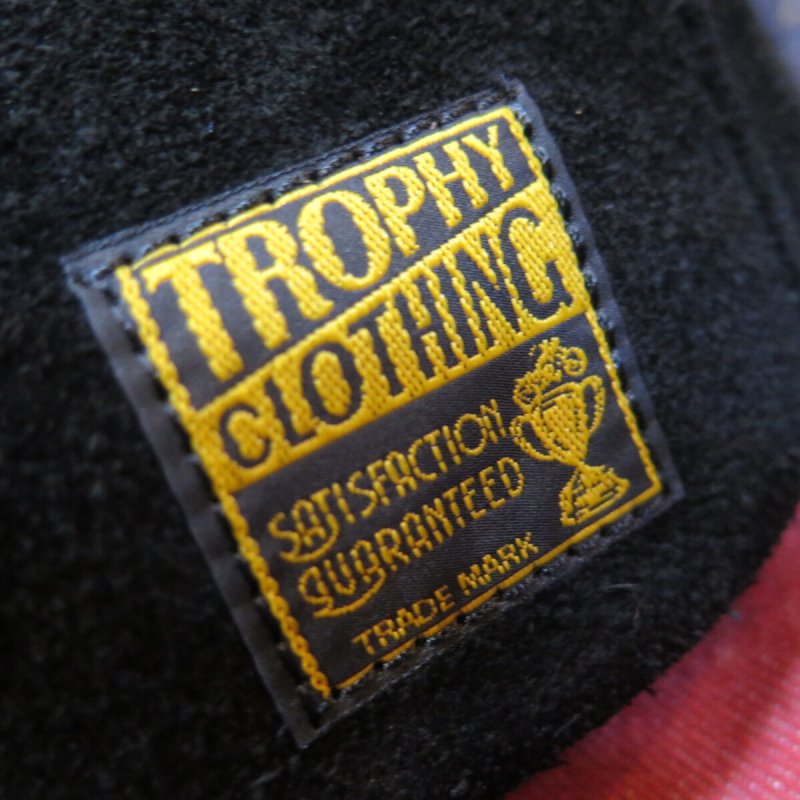 TROPHY
CLOTHING
SATISFACTION
GUARANTEED
TRADE MARK